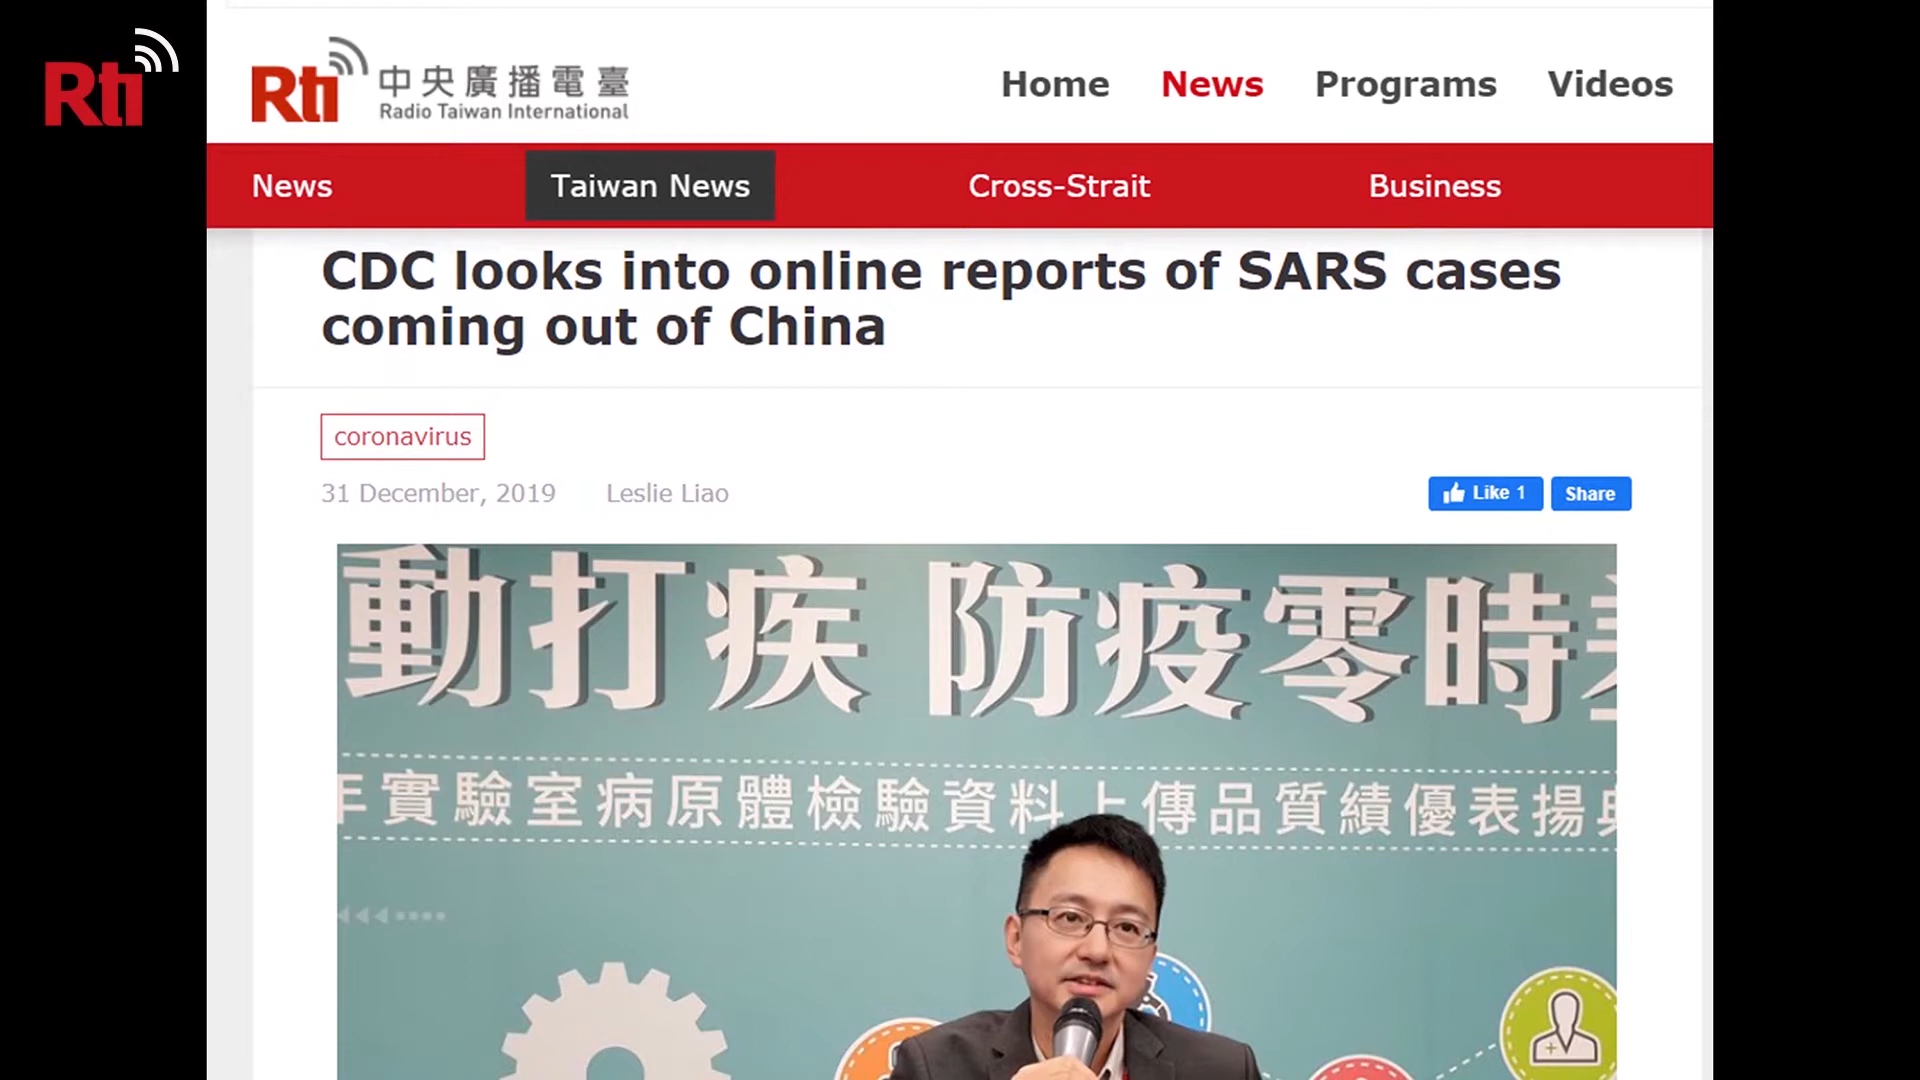 Rti
Rti 中央廣播電臺
Radio Taiwan International
Home News Programs Videos
News Taiwan News Cross-Strait Business
CDC looks into online reports of SARS cases
coming out of China
coronavirus
31 December, 2019 Leslie Liao
Like 1 Share
動打疾 防疫零時
年實驗室病原體檢驗資料上傳品質績優表揚典